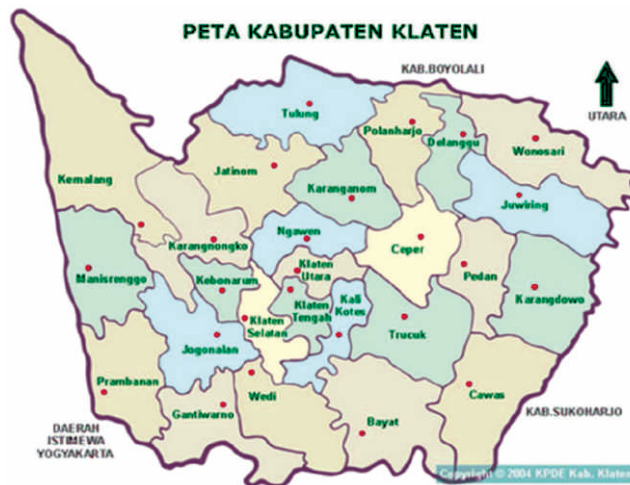 PETA KABUPATEN KLATEN
KAB.BOYOLALI
UTARA
Tulung
Polanharjo
Delanggu
Wonosari
Kemalang
Jatinom
Karanganom
Juwiring
Karangnongko
Ngawen
Ceper
Manisrenggo
Kebonarum
Klaten
Utara
Pedan
Karangdowo
Klaten
Selatan
Klaten
Tengah
Kali
Kotes
Trucuk
Jogonalan
Prambanan
Gantiwarno
Wedi
Bayat
Cawas
KAB.SUKOHARJO
DAERAH
ISTIMEWA
YOGYAKARTA
Copyright © 2004 KPDE Kab. Klaten